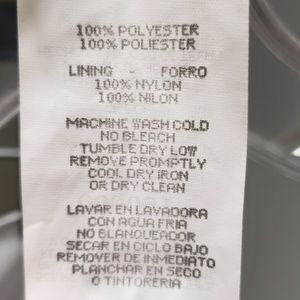 100% POLYESTER
100% POLIESTER
LINING - FORRO
100% NYLON
100% NILON
MACHINE WASH COLD
NO BLEACH
TUMBLE DRY LOW
REMOVE PROMPTLY
COOL DRY IRON
OR DRY CLEAN
LAVAR EN LAVADORA
CON AGUA FRIA
NO BLANQUEADOR
SECAR EN CICLO BAJO
REMOVER DE INMEDIATO
PLANCHAR EN SECO
O TINTORERIA